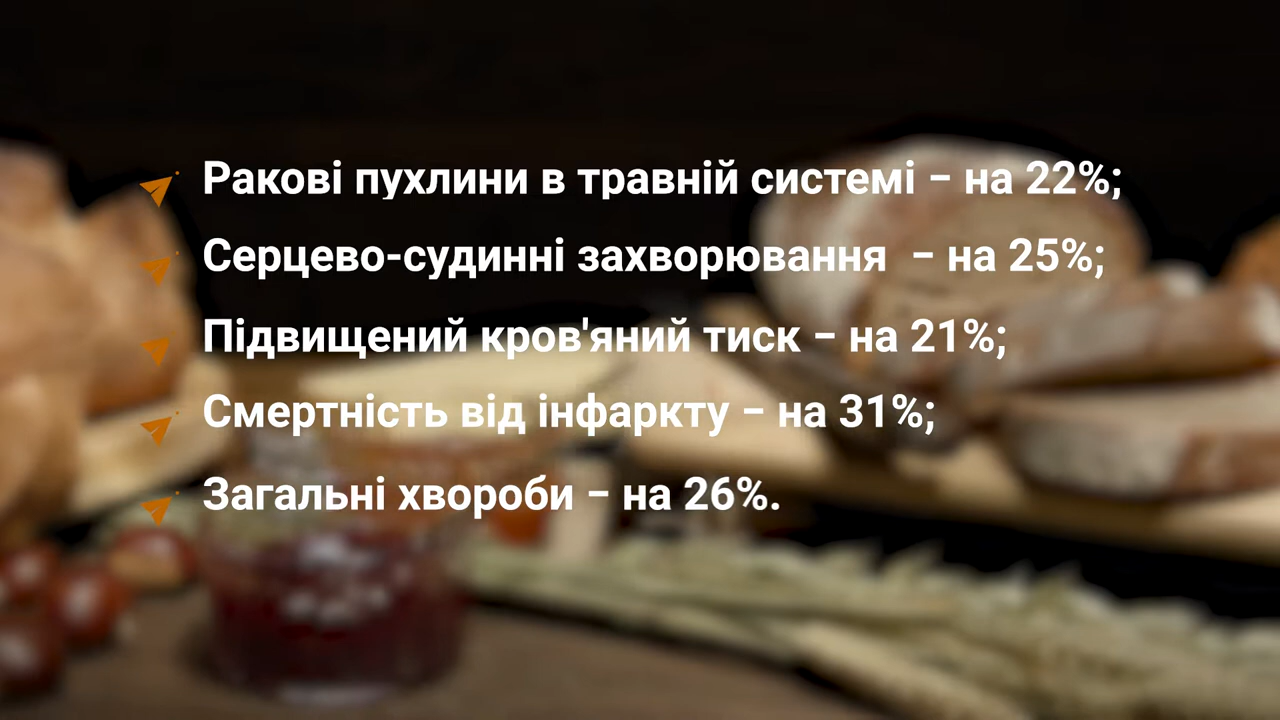 Ракові пухлини в травній системі – на 22%;
Серцево-судинні захворювання – на 25%;
Підвищений кров'яний тиск – на 21%;
Смертність від інфаркту – на 31%;
Загальні хвороби – на 26%.